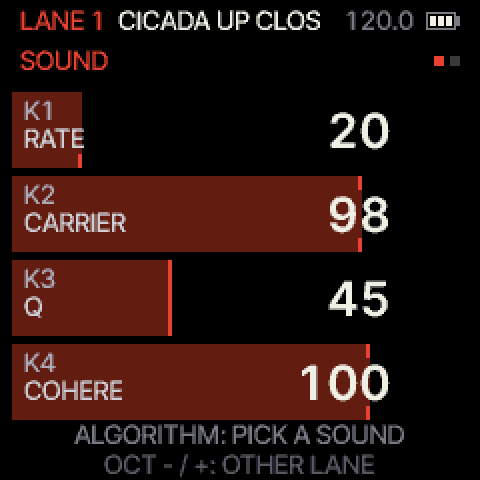 LANE 1 CICADA UP CLOS 120.0
SOUND
K1
RATE 20
K2
CARRIER 98
K3
Q 45
K4
COHERE 100
ALGORITHM: PICK A SOUND
OCT - / +: OTHER LANE